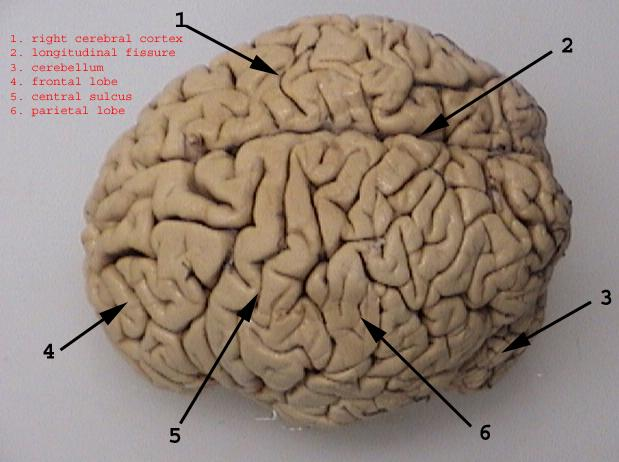 1
1. right cerebral cortex
2. longitudinal fissure
3. cerebellum
4. frontal lobe
5. central sulcus
6. parietal lobe
2
3
4
5
6